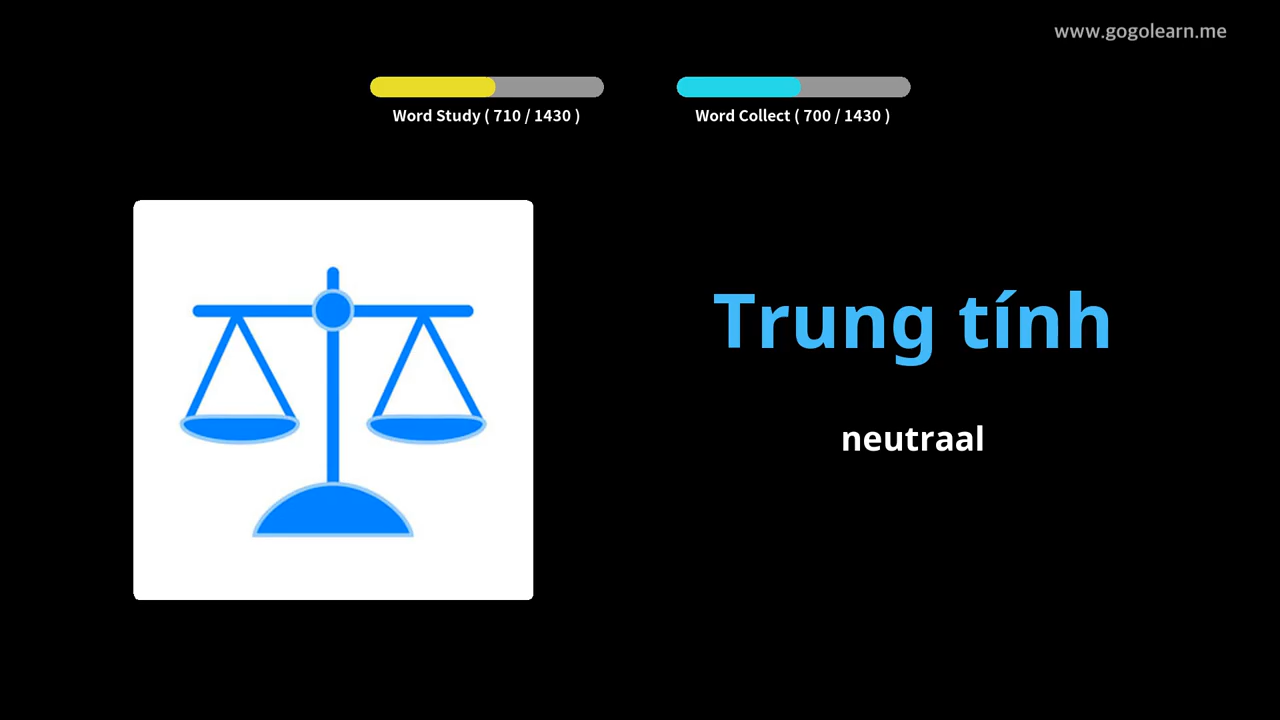 www.gogolearn.me
Word Study ( 710 / 1430 )
Word Collect ( 700 / 1430 )
Trung tính
neutraal